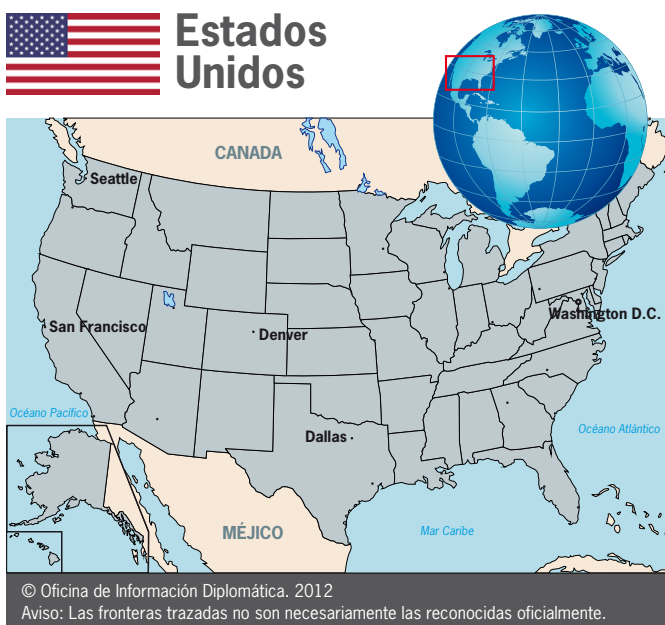 Estados
Unidos
CANADA
Seattle
San Francisco
Denver
Washington D.C.
Océano Pacífico
Dallas
Océano Atlántico
MÉJICO
Mar Caribe
© Oficina de Información Diplomática. 2012
Aviso: Las fronteras trazadas no son necesariamente las reconocidas oficialmente.